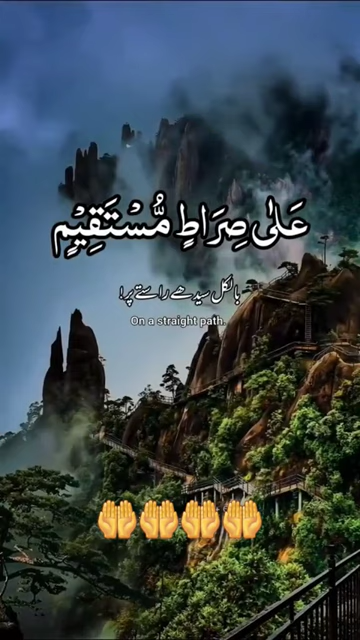 عَلٰى صِرَاطٍ مُّسْتَقِيْمٍ
بالکل سیدھے راستے پر!
On a straight path.